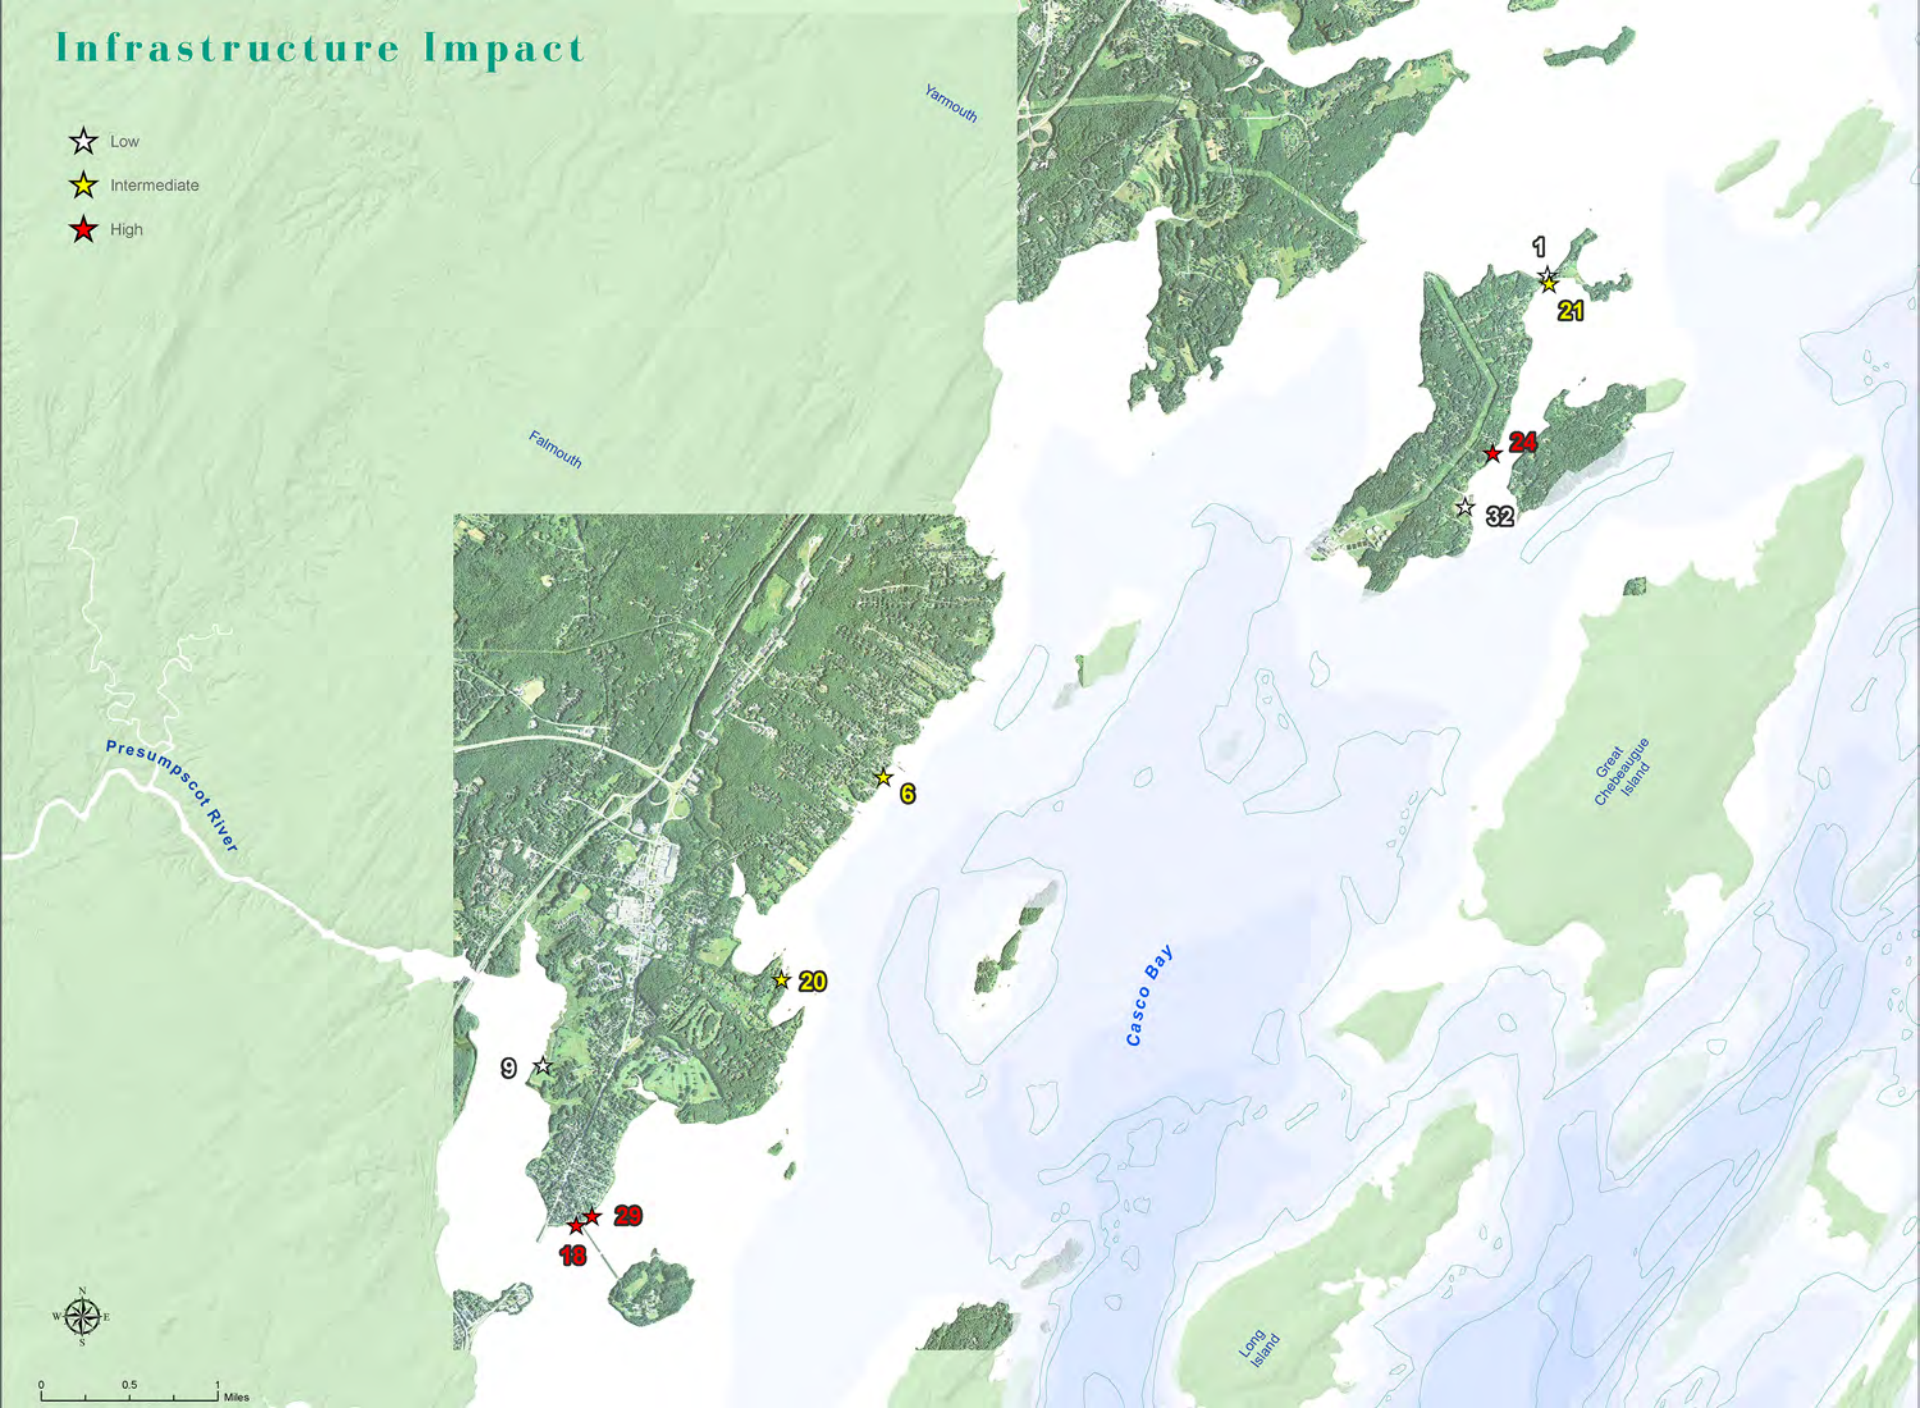 Infrastructure Impact
Low
Intermediate
High
Yarmouth
Falmouth
1
21
24
32
Presumpscot River
6
Great
Chebeaugue
Island
20
Casco Bay
9
29
18
N
W
E
S
Long
Island
0
0.5
1
Miles